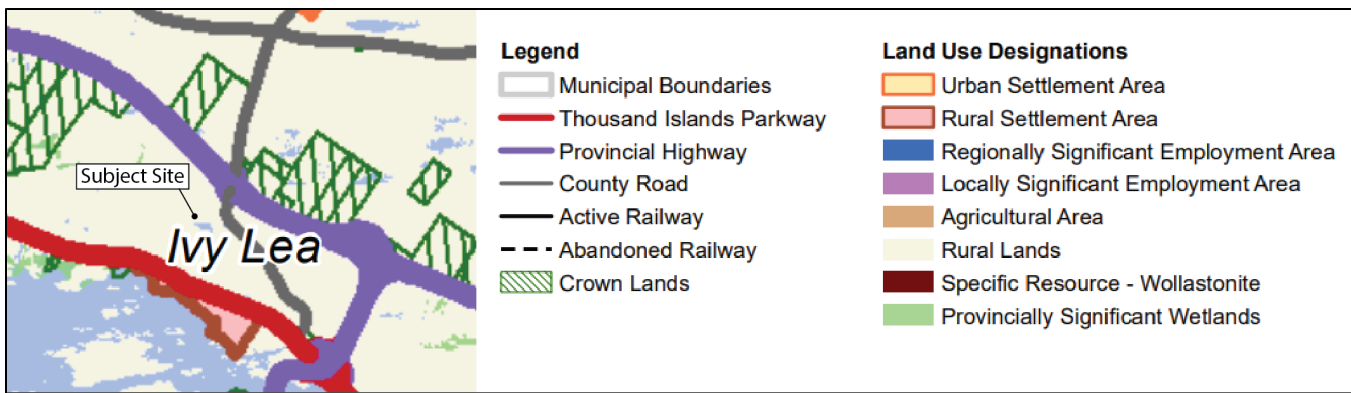 Subject Site
Ivy Lea
Legend
Municipal Boundaries
Thousand Islands Parkway
Provincial Highway
County Road
Active Railway
Abandoned Railway
Crown Lands
Land Use Designations
Urban Settlement Area
Rural Settlement Area
Regionally Significant Employment Area
Locally Significant Employment Area
Agricultural Area
Rural Lands
Specific Resource - Wollastonite
Provincially Significant Wetlands